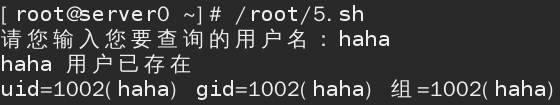 [root@server0 ~]# /root/5.sh
请您输入您要查询的用户名：haha
haha 用户已存在
uid=1002(haha) gid=1002(haha) 组=1002(haha)